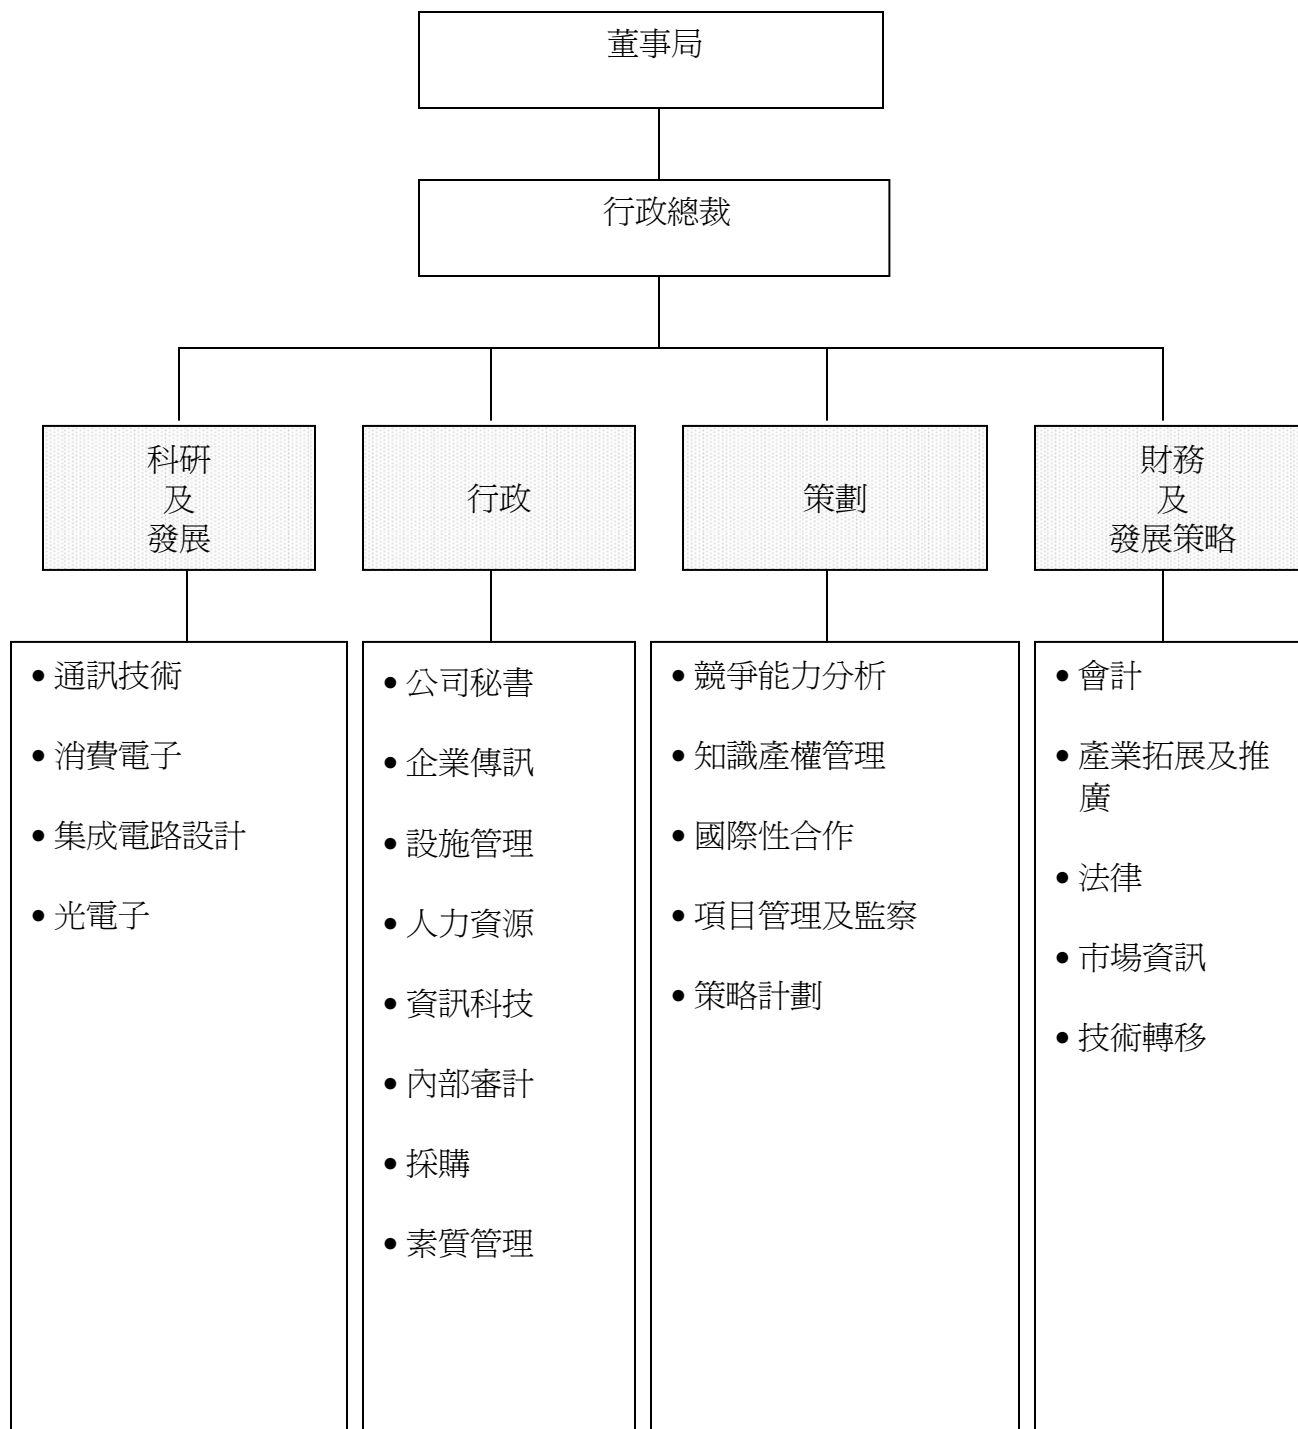 董事局
行政總裁
科研
及
發展
行政
策劃
財務
及
發展策略
• 通訊技術
• 消費電子
• 集成電路設計
• 光電子
• 公司秘書
• 企業傳訊
• 設施管理
• 人力資源
• 資訊科技
• 內部審計
• 採購
• 素質管理
• 競爭能力分析
• 知識產權管理
• 國際性合作
• 項目管理及監察
• 策略計劃
• 會計
• 產業拓展及推
廣
• 法律
• 市場資訊
• 技術轉移